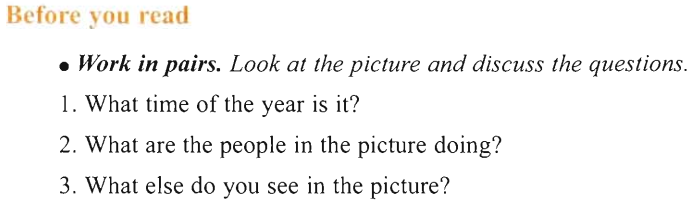 Before you read
• Work in pairs. Look at the picture and discuss the questions.
1. What time of the year is it?
2. What are the people in the picture doing?
3. What else do you see in the picture?